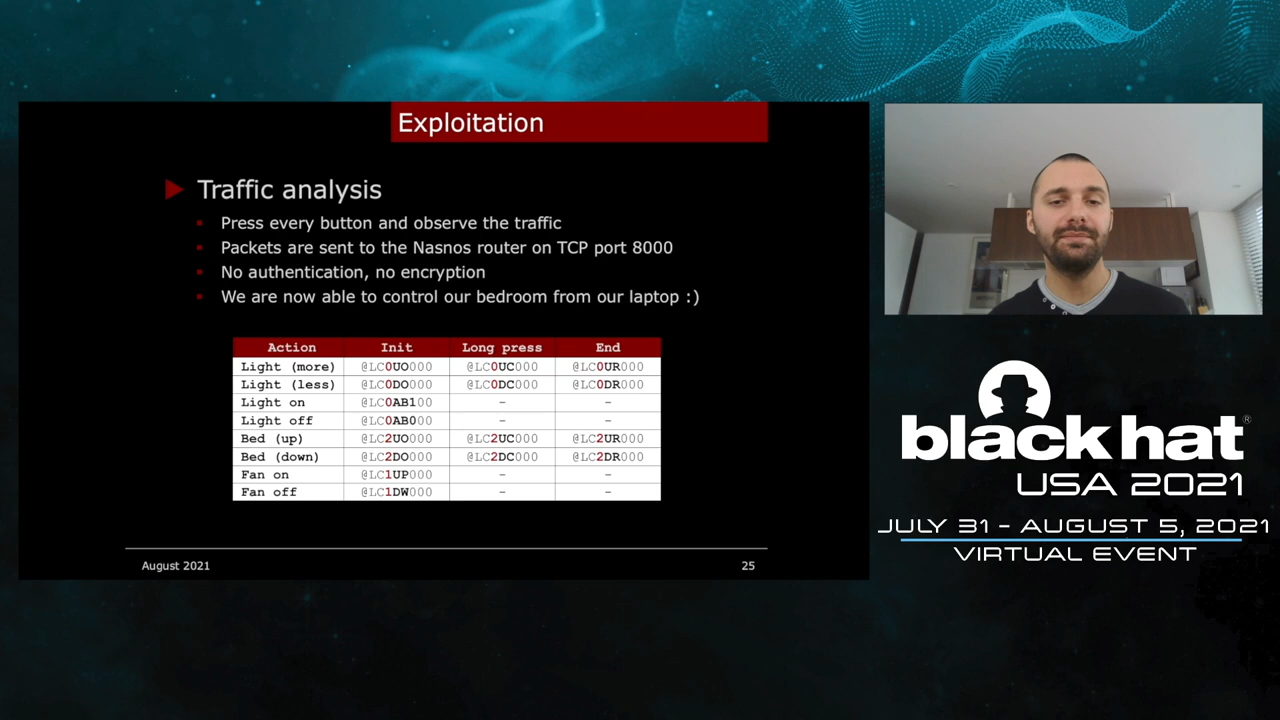 Exploitation
Traffic analysis
Press every button and observe the traffic
Packets are sent to the Nasnos router on TCP port 8000
No authentication, no encryption
We are now able to control our bedroom from our laptop :)
Action Init Long press End
Light (more) @LC0UO000 @LC0UC000 @LC0UR000
Light (less) @LC0DO000 @LC0DC000 @LC0DR000
Light on @LC0AB100 - -
Light off @LC0AB000 - -
Bed (up) @LC2UO000 @LC2UC000 @LC2UR000
Bed (down) @LC2DO000 @LC2DC000 @LC2DR000
Fan on @LC1UP000 - -
Fan off @LC1DW000 - -
August 2021 25
black hat®
USA 2021
JULY 31 - AUGUST 5, 2021
VIRTUAL EVENT